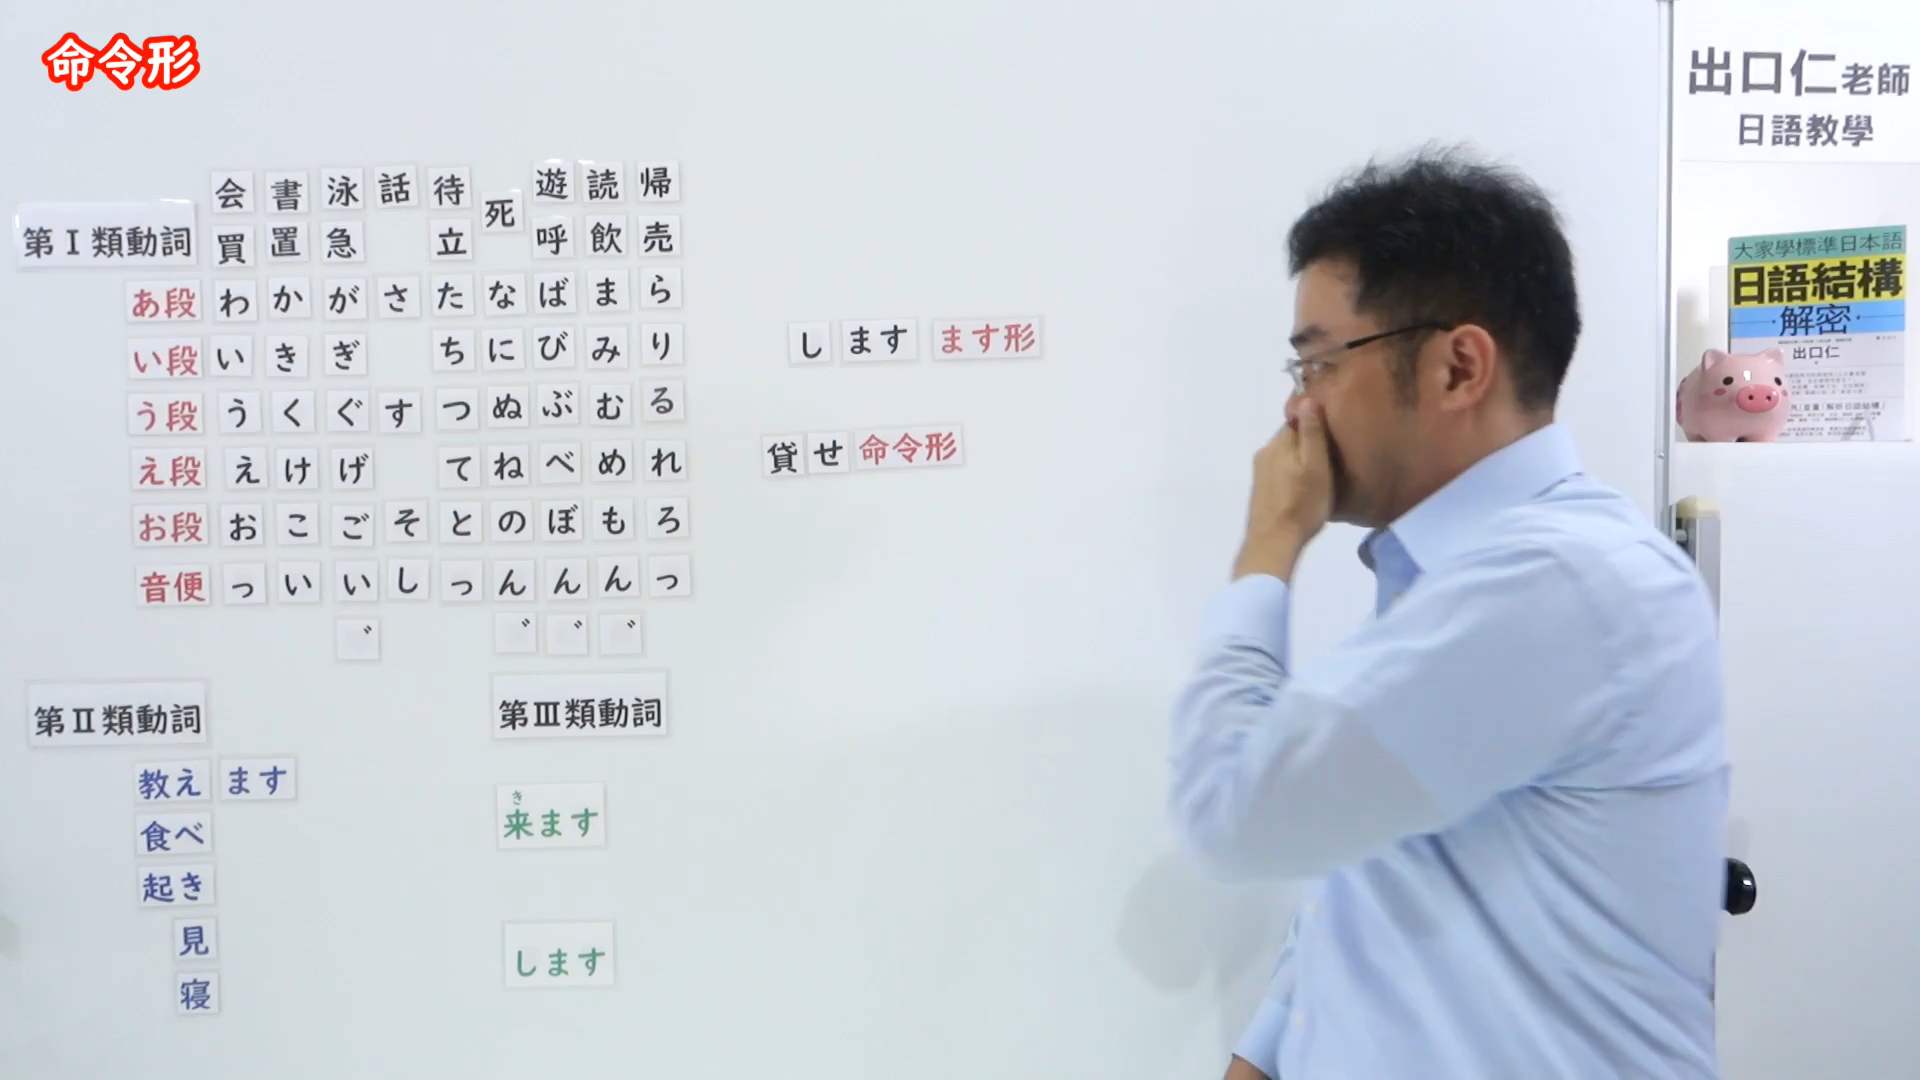 命令形
会 書 泳 話 待 死 遊 読 帰
第Ⅰ類動詞 買 置 急 立 呼 飲 売
あ段 わ か が さ た な ば ま ら
い段 い き ぎ ち に び み り
う段 う く ぐ す つ ぬ ぶ む る
え段 え け げ て ね べ め れ
お段 お こ ご そ と の ぼ も ろ
音便 っ い い し っ ん ん ん っ
゛ ゛ ゛ ゛
第Ⅱ類動詞
教え ます
食べ
起き
見
寝
第Ⅲ類動詞
き
来ます
します
し ます ます形
貸 せ 命令形
出口仁老師
日語教學
大家學標準日本語
日語結構
·解密·
出口仁